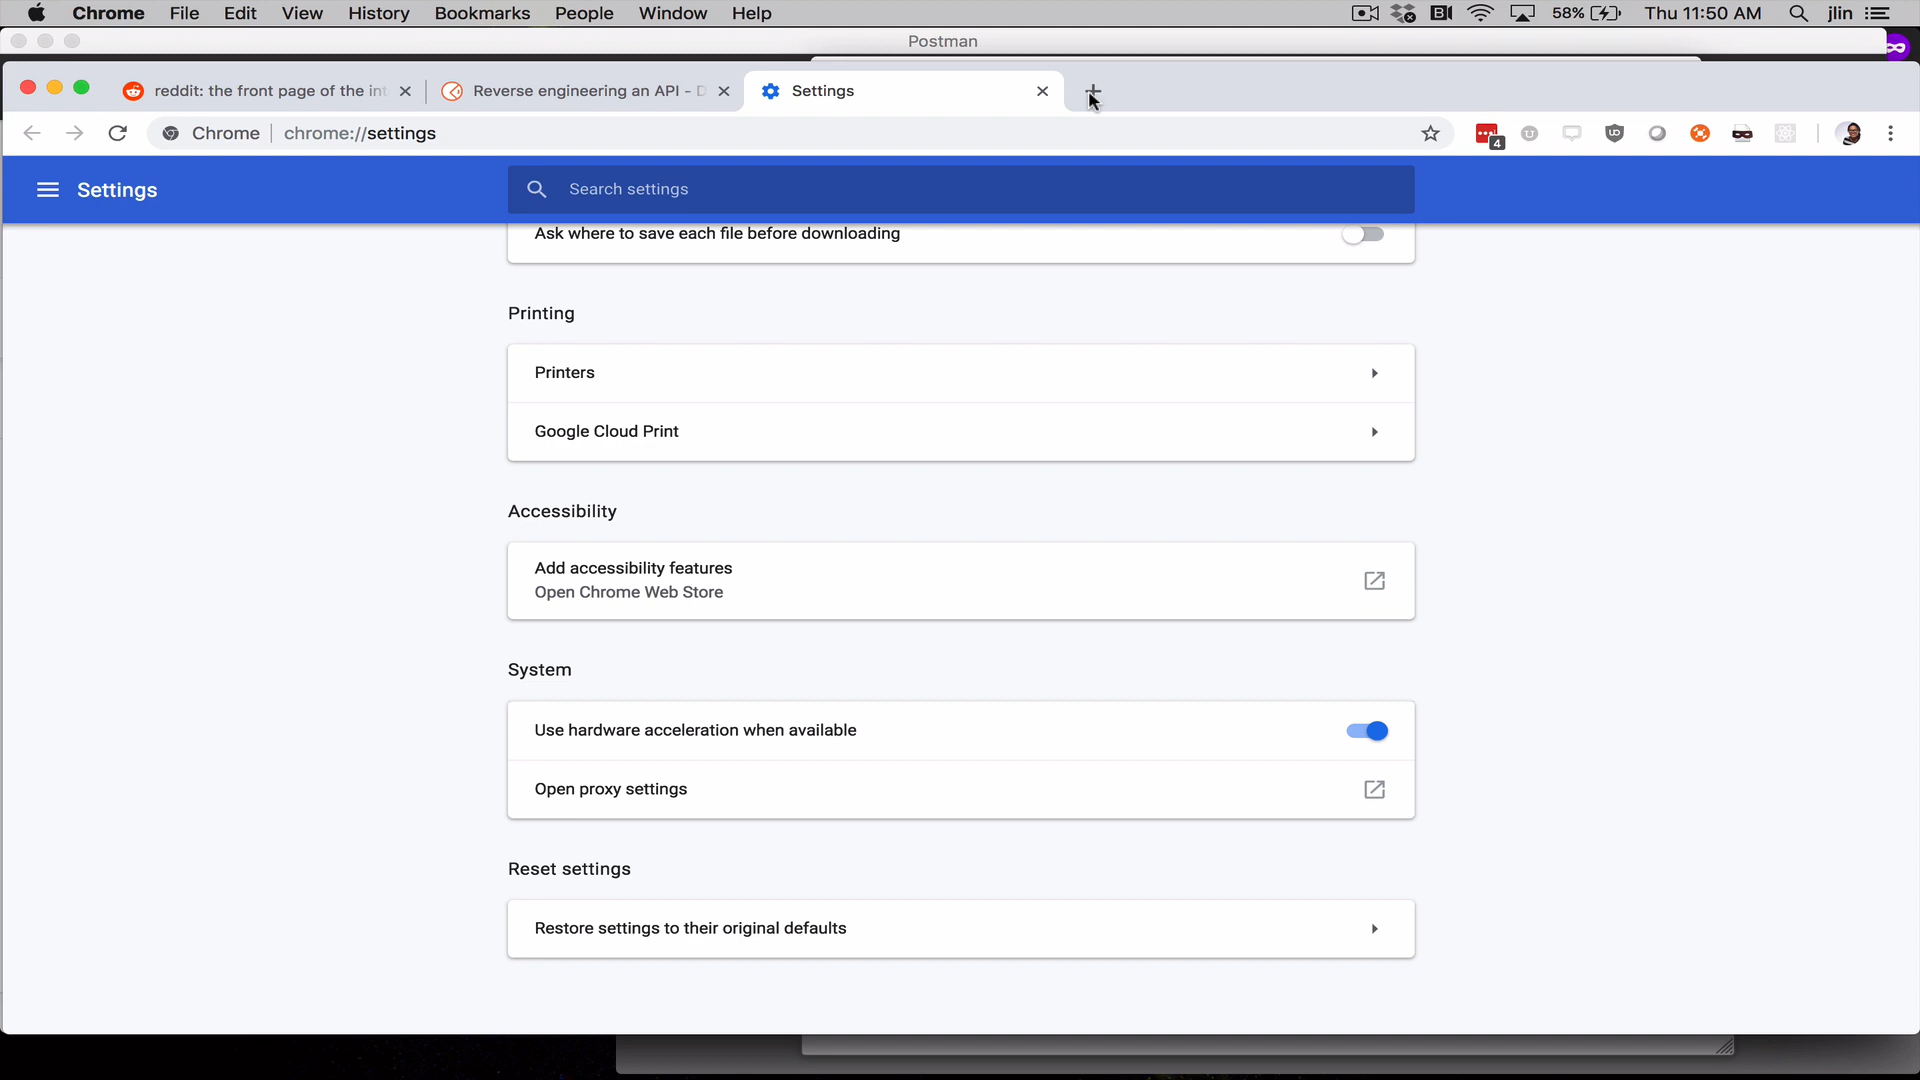 Chrome File Edit View History Bookmarks People Window Help 58% Thu 11:50 AM jlin
Postman
reddit: the front page of the int Reverse engineering an API - D Settings
Chrome chrome://settings 4
Settings Search settings
Ask where to save each file before downloading
Printing
Printers
Google Cloud Print
Accessibility
Add accessibility features
Open Chrome Web Store
System
Use hardware acceleration when available
Open proxy settings
Reset settings
Restore settings to their original defaults